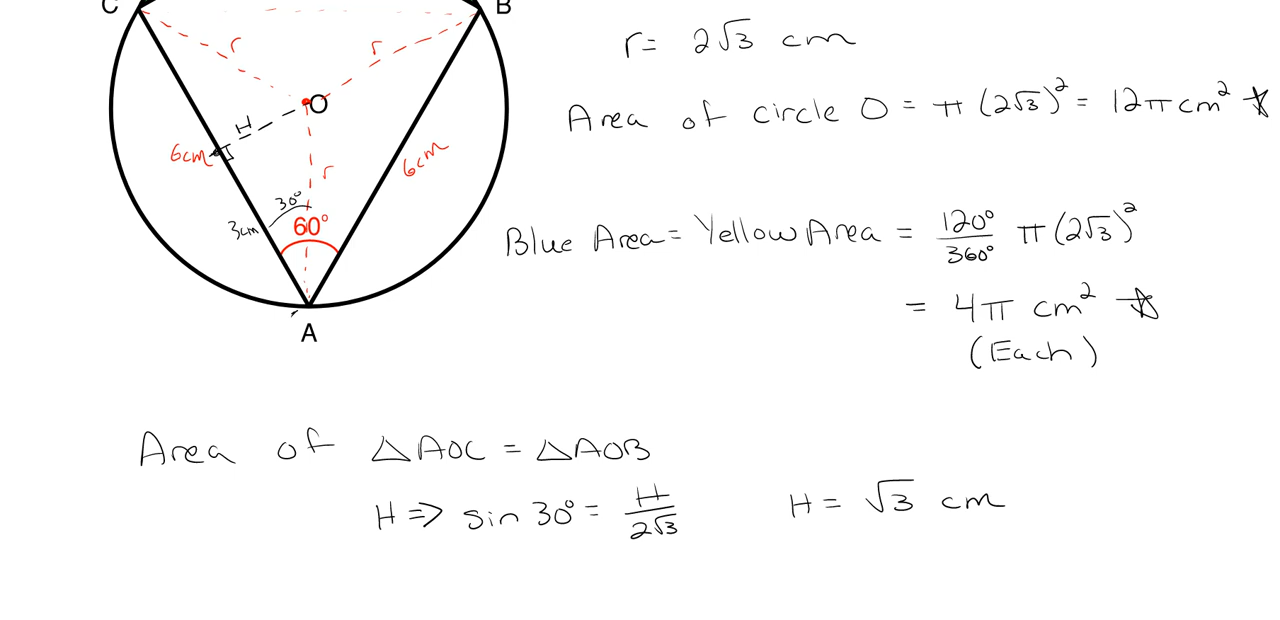 C
B
r
r
r= 2√3 cm
O
H
Area of circle O = π (2√3)² = 12π cm² ☆
6cm
6cm
r
30°
3cm
60°
Blue Area = Yellow Area = 120°/360° π (2√3)²
= 4π cm² ☆
(Each)
A
Area of △AOC = △AOB
H ⇒ sin 30° = H/2√3 H = √3 cm